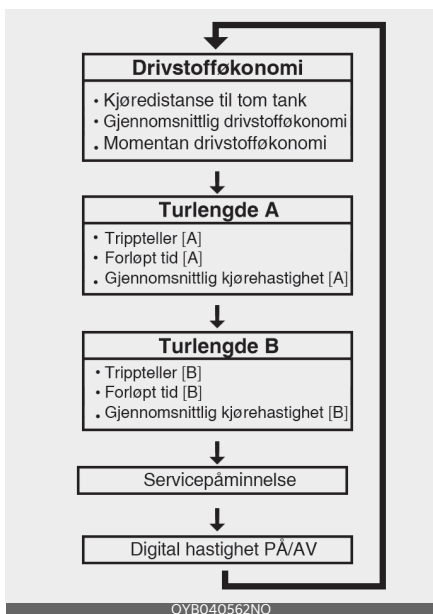 Drivstofføkonomi
• Kjøredistanse til tom tank
• Gjennomsnittlig drivstofføkonomi
• Momentan drivstofføkonomi
Turlengde A
• Trippteller [A]
• Forløpt tid [A]
• Gjennomsnittlig kjørehastighet [A]
Turlengde B
• Trippteller [B]
• Forløpt tid [B]
• Gjennomsnittlig kjørehastighet [B]
Servicepåminnelse
Digital hastighet PÅ/AV
OYB040562NO